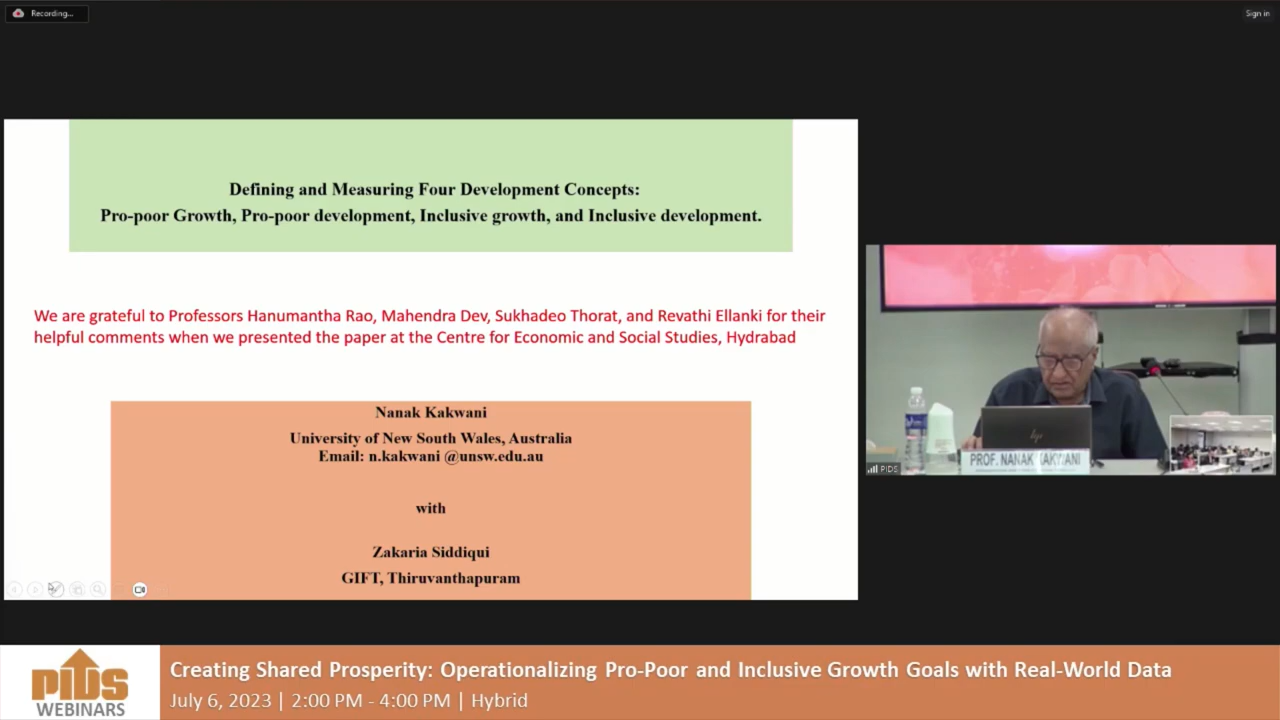 Recording...
Sign in
Defining and Measuring Four Development Concepts:
Pro-poor Growth, Pro-poor development, Inclusive growth, and Inclusive development.
We are grateful to Professors Hanumantha Rao, Mahendra Dev, Sukhadeo Thorat, and Revathi Ellanki for their
helpful comments when we presented the paper at the Centre for Economic and Social Studies, Hydrabad
Nanak Kakwani
University of New South Wales, Australia
Email: n.kakwani @unsw.edu.au
with
Zakaria Siddiqui
GIFT, Thiruvanthapuram
hp
PROF. NANAK KAKWANI
PIDS
PIDS
WEBINARS
Creating Shared Prosperity: Operationalizing Pro-Poor and Inclusive Growth Goals with Real-World Data
July 6, 2023 | 2:00 PM - 4:00 PM | Hybrid